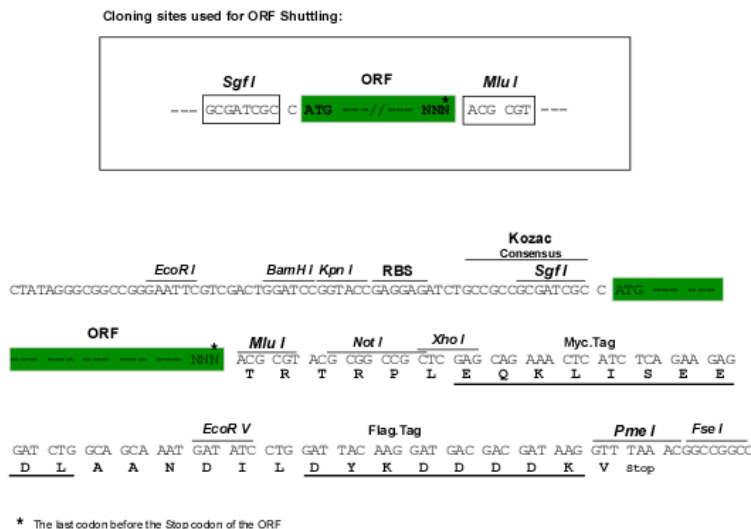 Cloning sites used for ORF Shuttling:
Sgf I ORF Mlu I
--- GCGATCGC C ATG ---//--- NNN* ACG CGT ---
Kozac
Consensus
EcoR I BamH I Kpn I RBS Sgf I
CTATAGGGCGGCCGGGAATTCGTCGACTGGATCCGGTACCGAGGAGATCTGCCGCCGCGATCGC C ATG --- ---
ORF Mlu I Not I Xho I Myc.Tag
--- --- --- --- --- NNN* ACG CGT ACG CGG CCG CTC GAG CAG AAA CTC ATC TCA GAA GAG
T R T R P L E Q K L I S E E
EcoR V Flag.Tag Pme I Fse I
GAT CTG GCA GCA AAT GAT ATC CTG GAT TAC AAG GAT GAC GAC GAT AAG GTT TAA ACGGCCGGCC
D L A A N D I L D Y K D D D D K V Stop
* The last codon before the Stop codon of the ORF